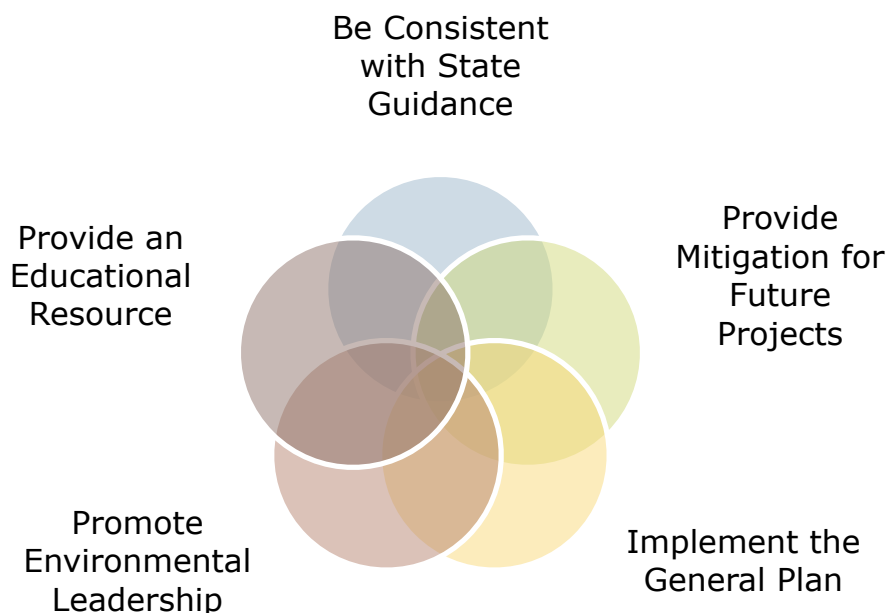 Be Consistent
with State
Guidance
Provide an
Educational
Resource
Provide
Mitigation for
Future
Projects
Promote
Environmental
Leadership
Implement the
General Plan